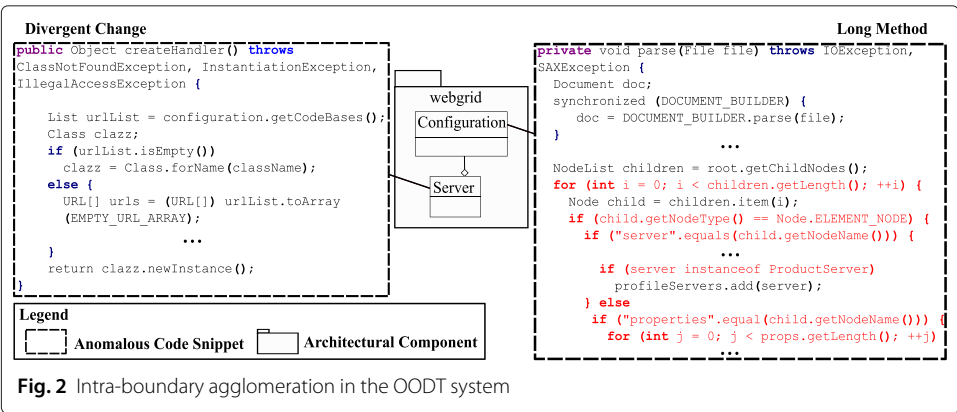 Divergent Change
public Object createHandler() throws
ClassNotFoundException, InstantiationException,
IllegalAccessException {
List urlList = configuration.getCodeBases();
Class clazz;
if (urlList.isEmpty())
clazz = Class.forName(className);
else {
URL[] urls = (URL[]) urlList.toArray
(EMPTY_URL_ARRAY);
...
}
return clazz.newInstance();
}
webgrid
Configuration
Server
Long Method
private void parse(File file) throws IOException,
SAXException {
Document doc;
synchronized (DOCUMENT_BUILDER) {
doc = DOCUMENT_BUILDER.parse(file);
}
...
NodeList children = root.getChildNodes();
for (int i = 0; i < children.getLength(); ++i) {
Node child = children.item(i);
if (child.getNodeType() == Node.ELEMENT_NODE) {
if ("server".equals(child.getNodeName())) {
...
if (server instanceof ProductServer)
profileServers.add(server);
} else
if ("properties".equal(child.getNodeName())) {
for (int j = 0; j < props.getLength(); ++j)
...
Legend
Anomalous Code Snippet
Architectural Component
Fig. 2 Intra-boundary agglomeration in the OODT system